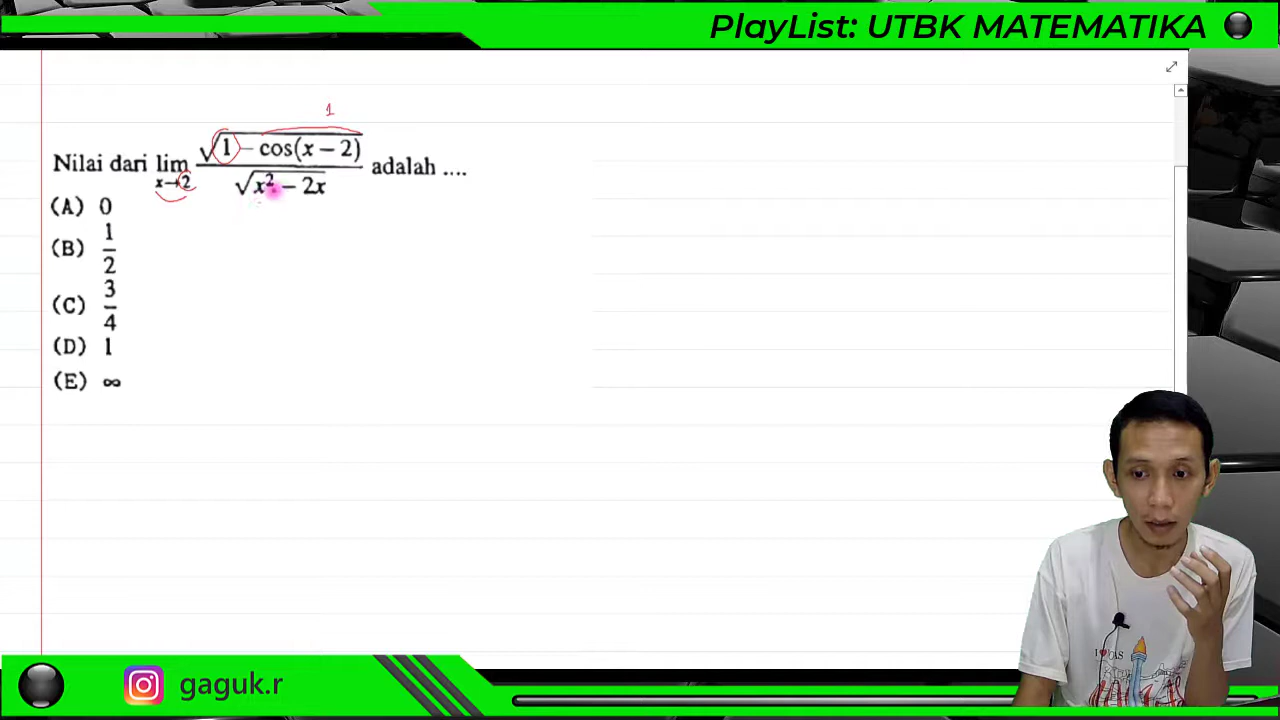 PlayList: UTBK MATEMATIKA
1
Nilai dari lim x→2 √(1 − cos(x − 2)) / √(x² − 2x) adalah ....
(A) 0
(B) 1/2
(C) 3/4
(D) 1
(E) ∞
gaguk.r